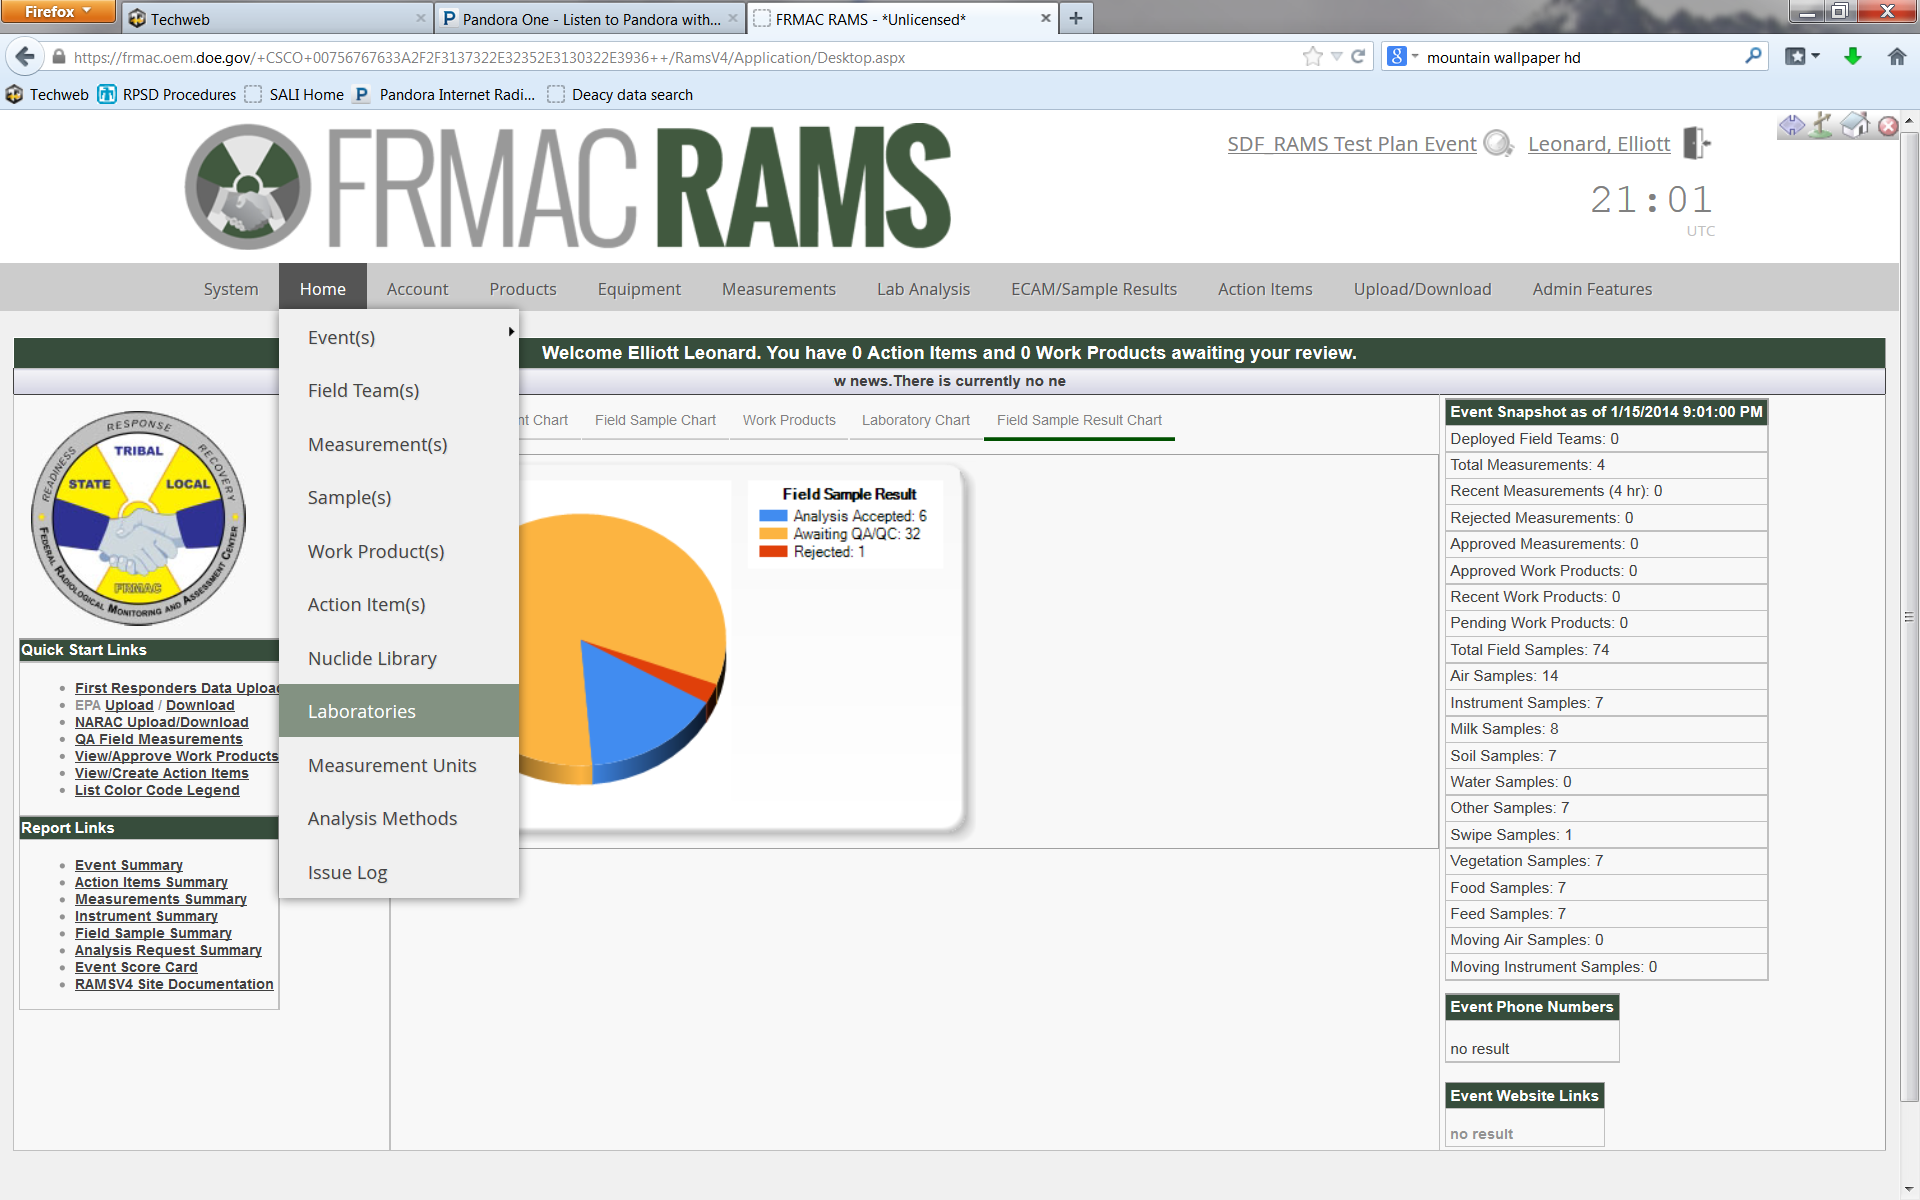 Firefox
Techweb
Pandora One - Listen to Pandora with...
FRMAC RAMS - *Unlicensed*
https://frmac.oem.doe.gov/+CSCO+00756767633A2F2F3137322E32352E3130322E3936++/RamsV4/Application/Desktop.aspx
mountain wallpaper hd
Techweb
RPSD Procedures
SALI Home
Pandora Internet Radi...
Deacy data search
FRMAC RAMS
SDF_RAMS Test Plan Event
Leonard, Elliott
21:01
UTC
System
Home
Account
Products
Equipment
Measurements
Lab Analysis
ECAM/Sample Results
Action Items
Upload/Download
Admin Features
Event(s)
Field Team(s)
Measurement(s)
Sample(s)
Work Product(s)
Action Item(s)
Nuclide Library
Laboratories
Measurement Units
Analysis Methods
Issue Log
Welcome Elliott Leonard. You have 0 Action Items and 0 Work Products awaiting your review.
w news.There is currently no ne
READINESS RESPONSE RECOVERY
TRIBAL
STATE
LOCAL
FRMAC
FEDERAL RADIOLOGICAL MONITORING AND ASSESSMENT CENTER
Quick Start Links
First Responders Data Upload
EPA Upload / Download
NARAC Upload/Download
QA Field Measurements
View/Approve Work Products
View/Create Action Items
List Color Code Legend
Report Links
Event Summary
Action Items Summary
Measurements Summary
Instrument Summary
Field Sample Summary
Analysis Request Summary
Event Score Card
RAMSV4 Site Documentation
nt Chart
Field Sample Chart
Work Products
Laboratory Chart
Field Sample Result Chart
Field Sample Result
Analysis Accepted: 6
Awaiting QA/QC: 32
Rejected: 1
Event Snapshot as of 1/15/2014 9:01:00 PM
Deployed Field Teams: 0
Total Measurements: 4
Recent Measurements (4 hr): 0
Rejected Measurements: 0
Approved Measurements: 0
Approved Work Products: 0
Recent Work Products: 0
Pending Work Products: 0
Total Field Samples: 74
Air Samples: 14
Instrument Samples: 7
Milk Samples: 8
Soil Samples: 7
Water Samples: 0
Other Samples: 7
Swipe Samples: 1
Vegetation Samples: 7
Food Samples: 7
Feed Samples: 7
Moving Air Samples: 0
Moving Instrument Samples: 0
Event Phone Numbers
no result
Event Website Links
no result